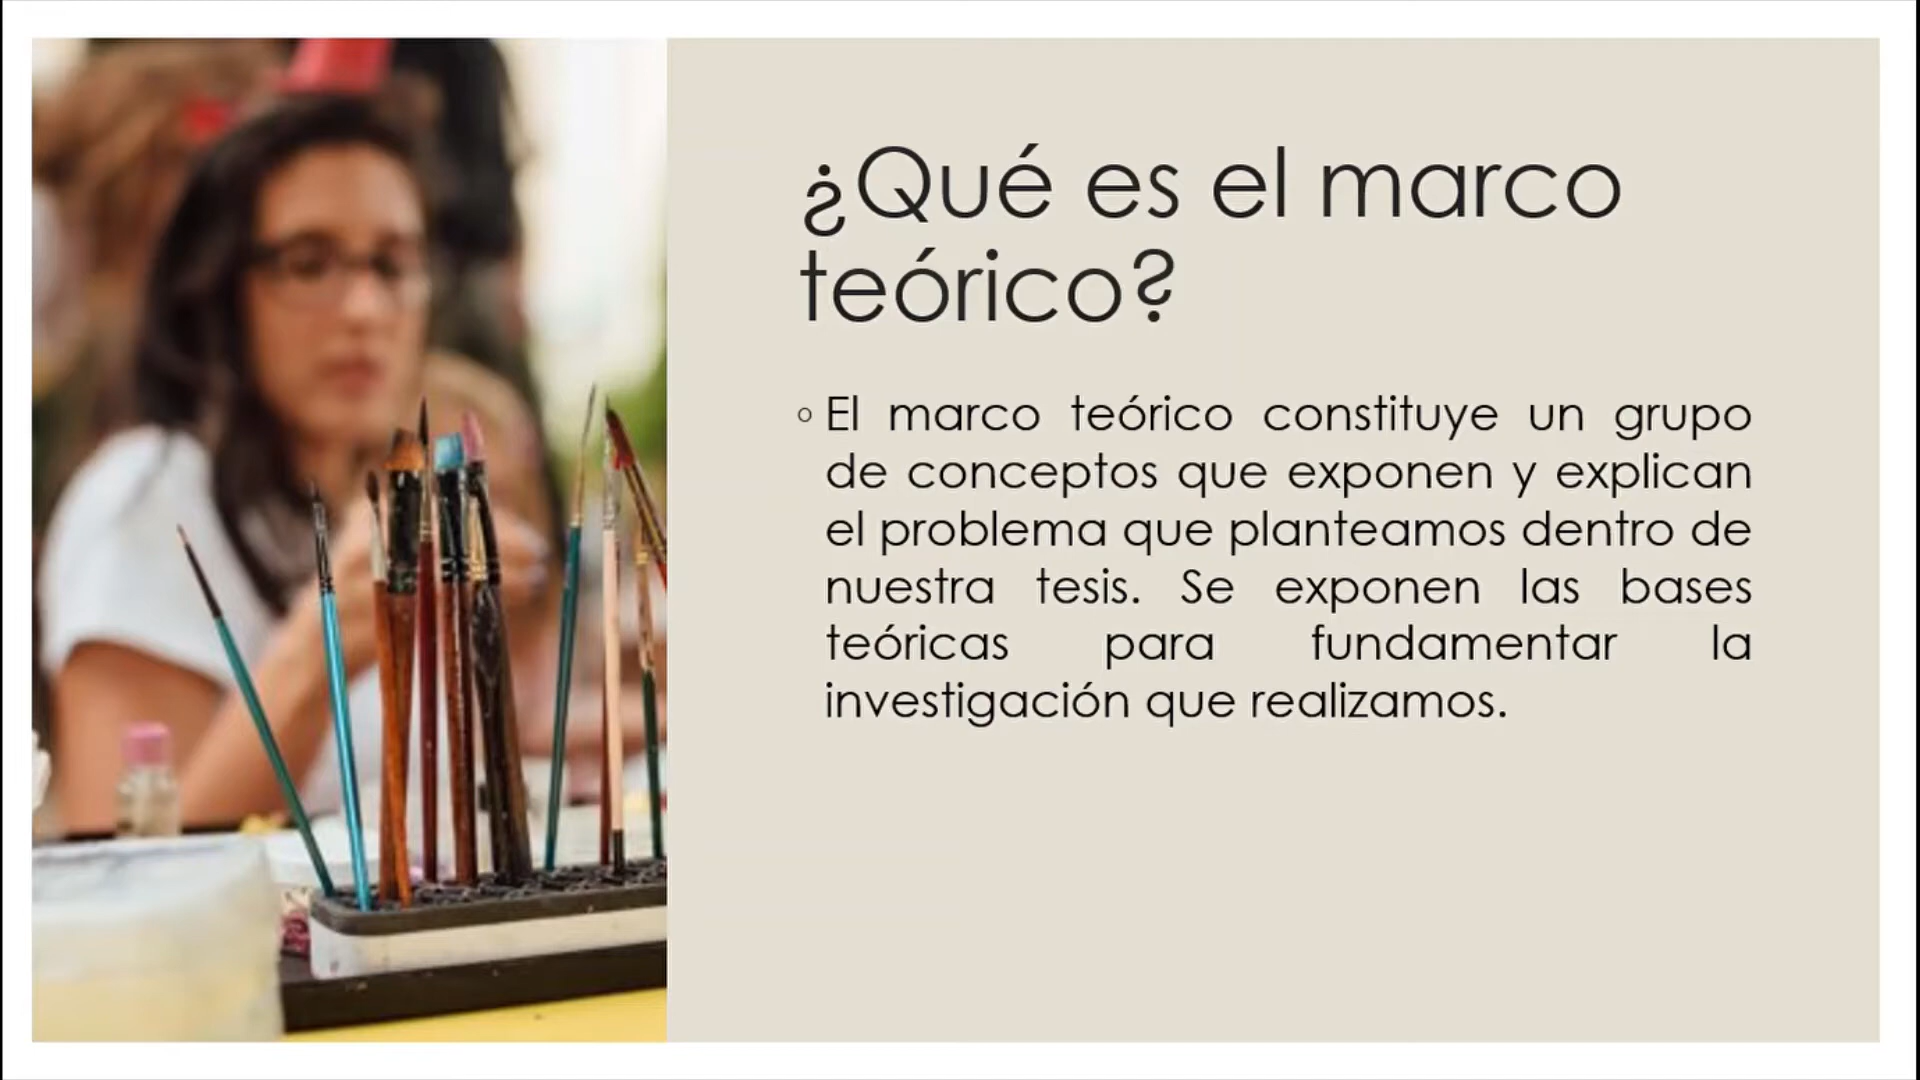 ¿Qué es el marco
teórico?
◦ El marco teórico constituye un grupo
de conceptos que exponen y explican
el problema que planteamos dentro de
nuestra tesis. Se exponen las bases
teóricas para fundamentar la
investigación que realizamos.